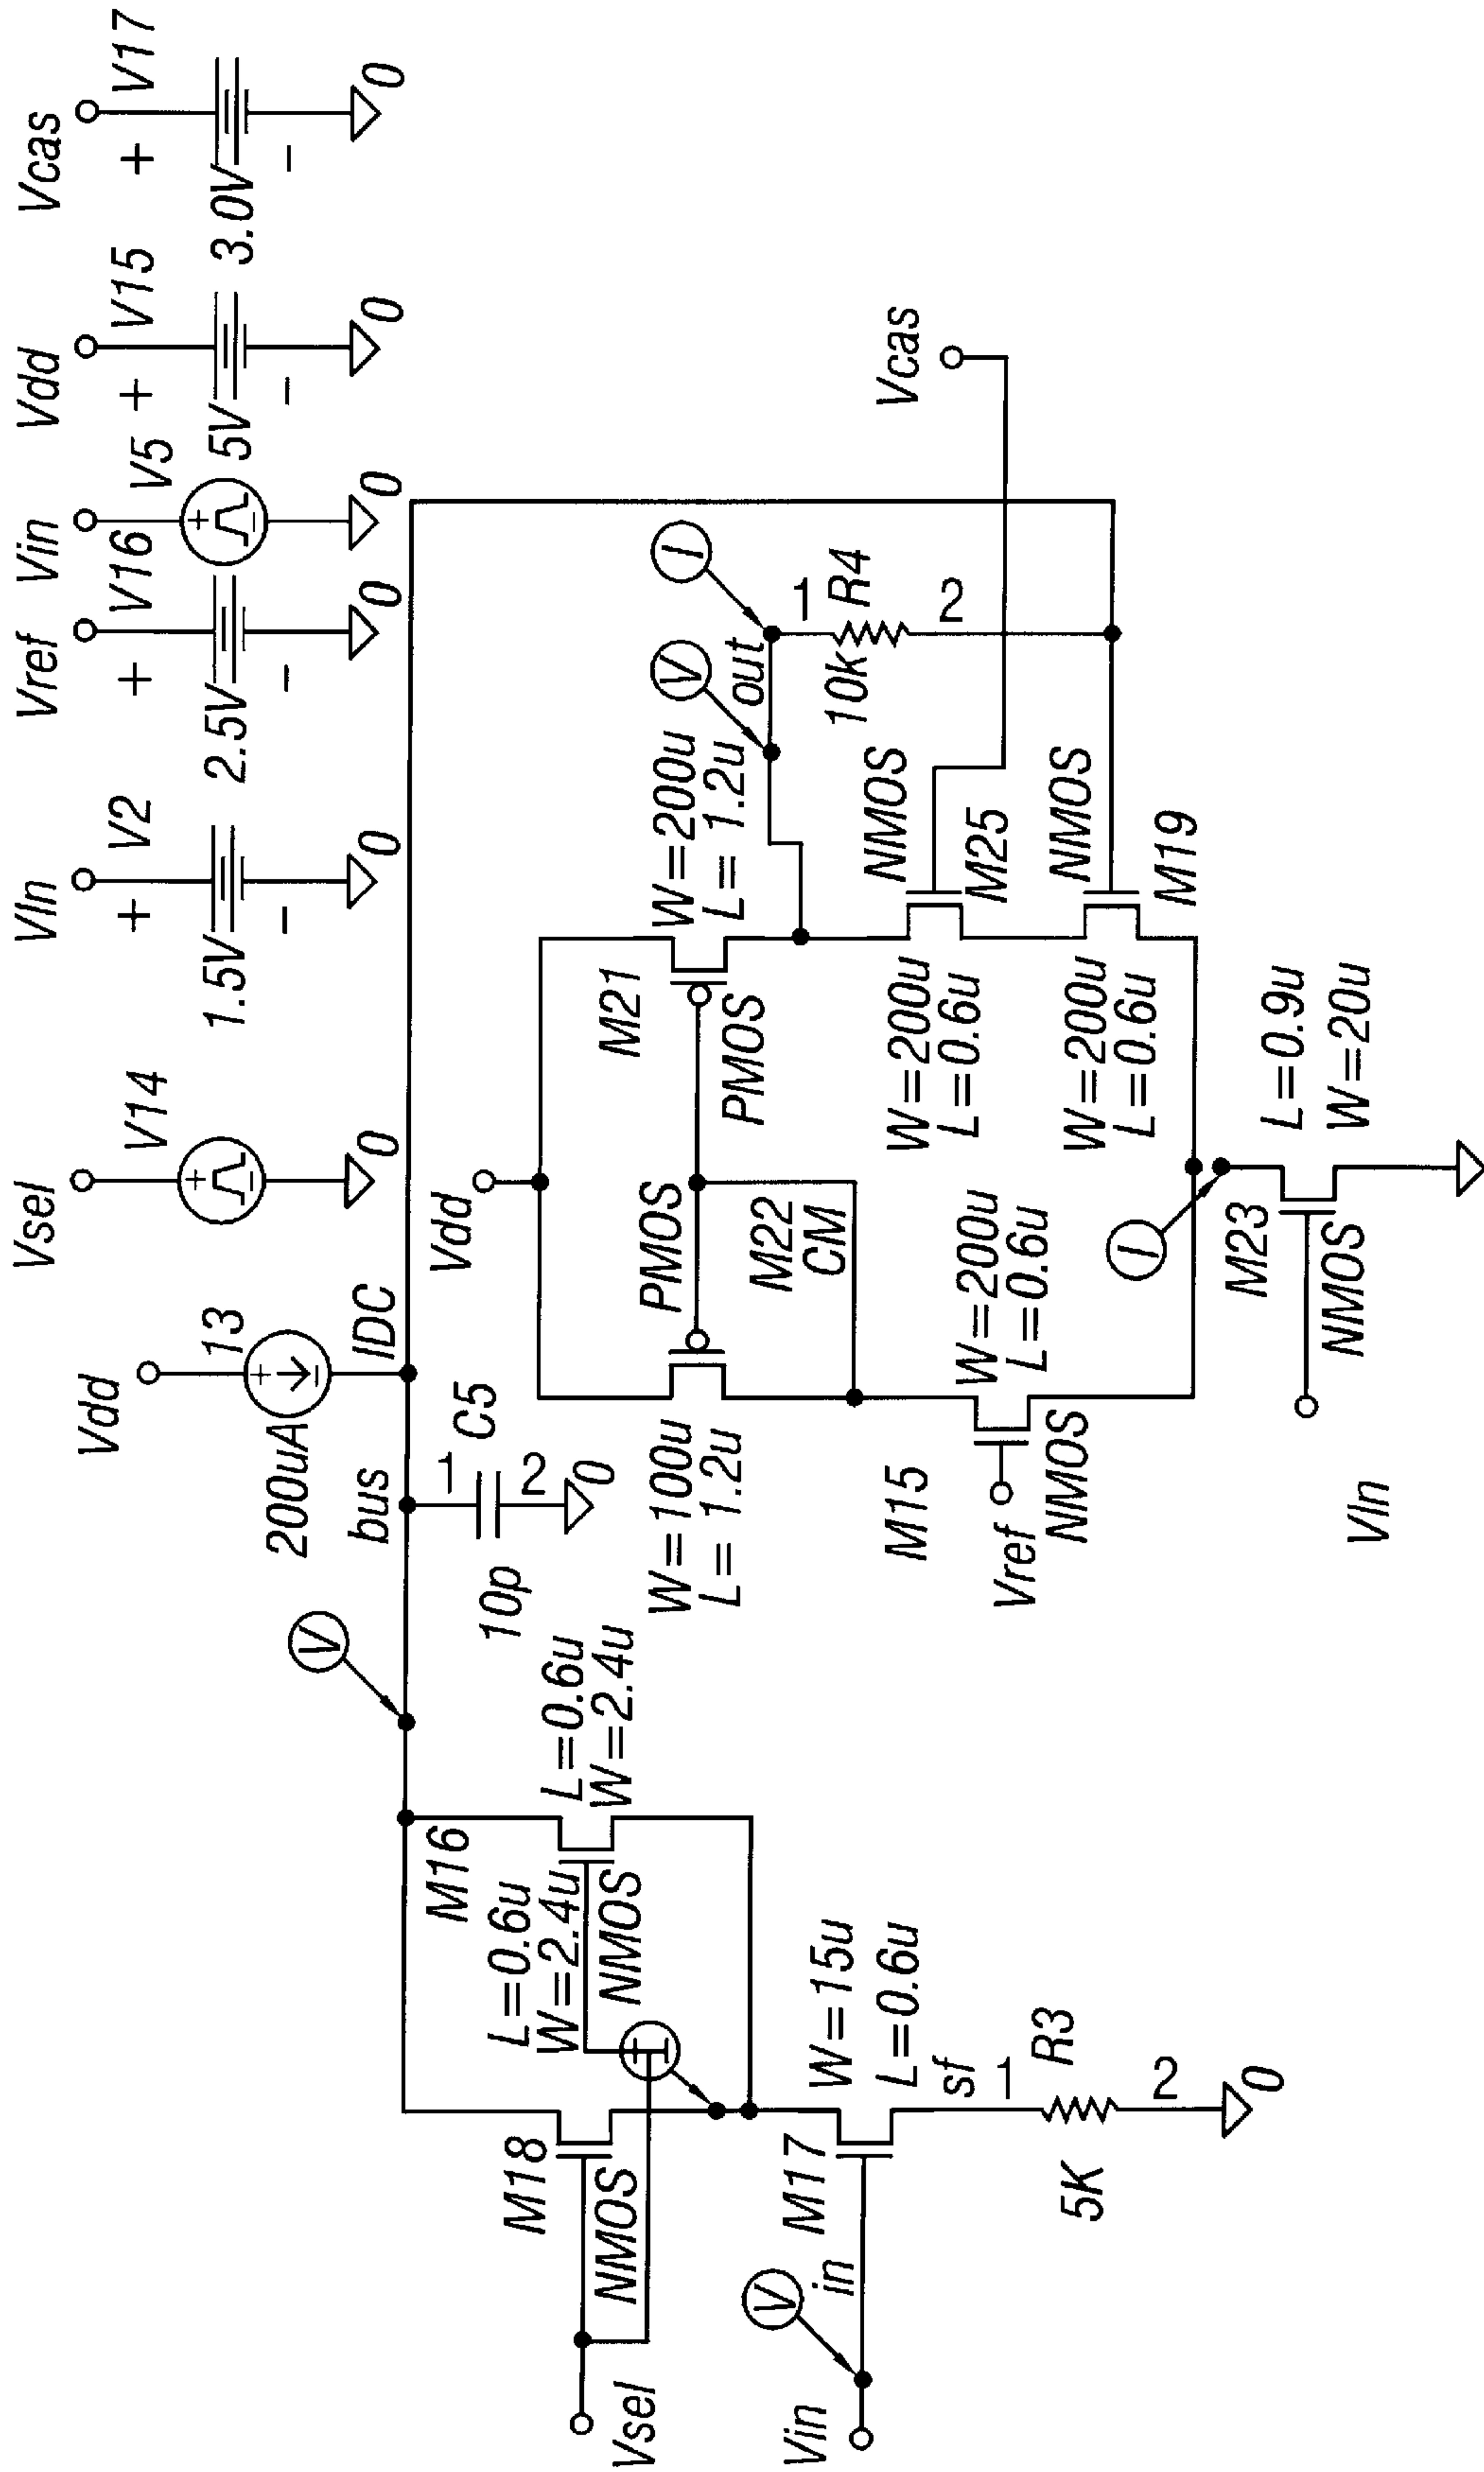 Vdd
13
200uA
IDC
Vsel
V14
0
Vln
V2
+
1.5V
-
0
Vref
V16
+
2.5V
-
0
Vin
V5
0
Vdd
V15
+
5V
-
0
Vcas
V17
+
3.0V
-
0
bus
1
C5
10p
2
0
V
M16
L=0.6u
W=2.4u
L=0.6u
W=2.4u
NMOS
M18
NMOS
Vsel
I
V
in
Vin
M17
W=15u
L=0.6u
sf
1
R3
5K
2
0
Vdd
PMOS
M22
CM
W=100u
L=1.2u
M21
PMOS
W=200u
L=1.2u
V
out
I
1
R4
10k
2
Vcas
NMOS
M25
W=200u
L=0.6u
NMOS
M19
W=200u
L=0.6u
M15
Vref
NMOS
W=200u
L=0.6u
I
M23
NMOS
L=0.9u
W=20u
Vln